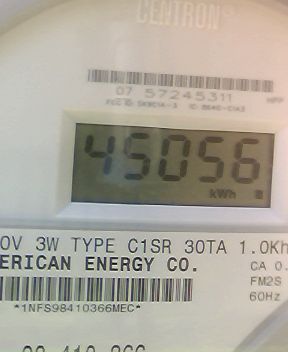 CENTRON
07 57245311
45056
kWh
0V 3W TYPE C1SR 30TA 1.0Kh
ERICAN ENERGY CO.
CA 0.
FM2S
60Hz
*1NFS98410366MEC*